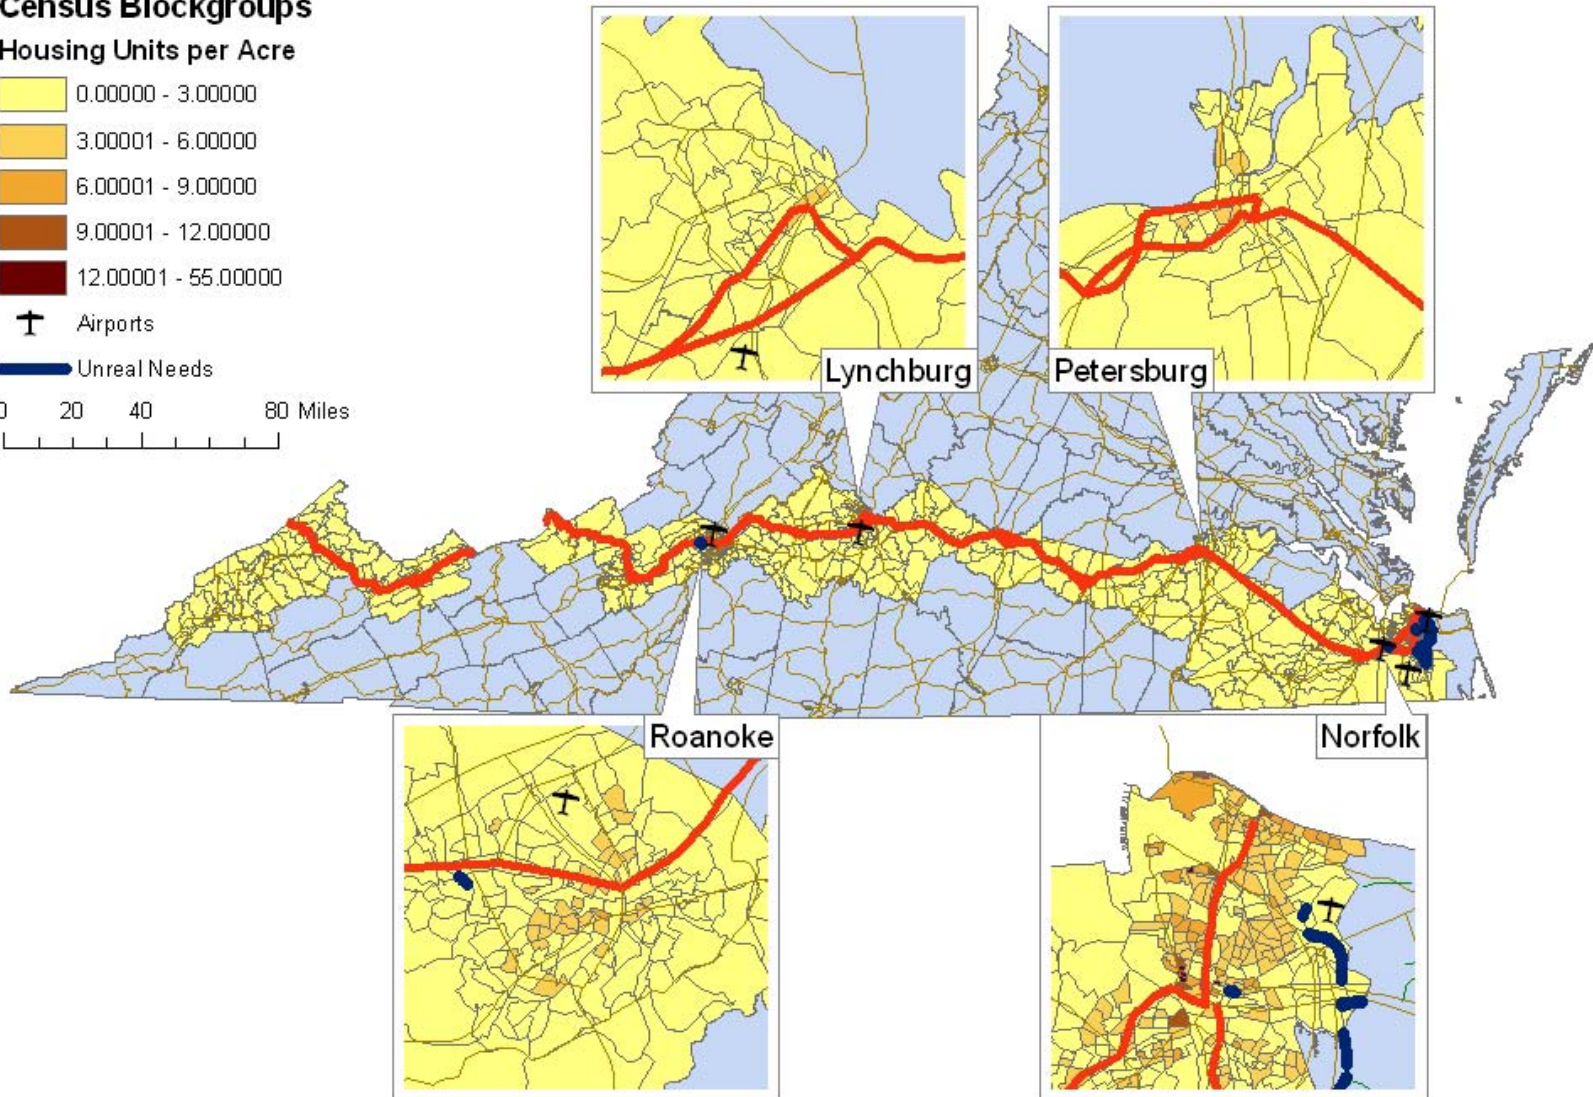 Census Blockgroups
Housing Units per Acre
0.00000 - 3.00000
3.00001 - 6.00000
6.00001 - 9.00000
9.00001 - 12.00000
12.00001 - 55.00000
Airports
Unreal Needs
0 20 40 80 Miles
Lynchburg
Petersburg
Roanoke
Norfolk